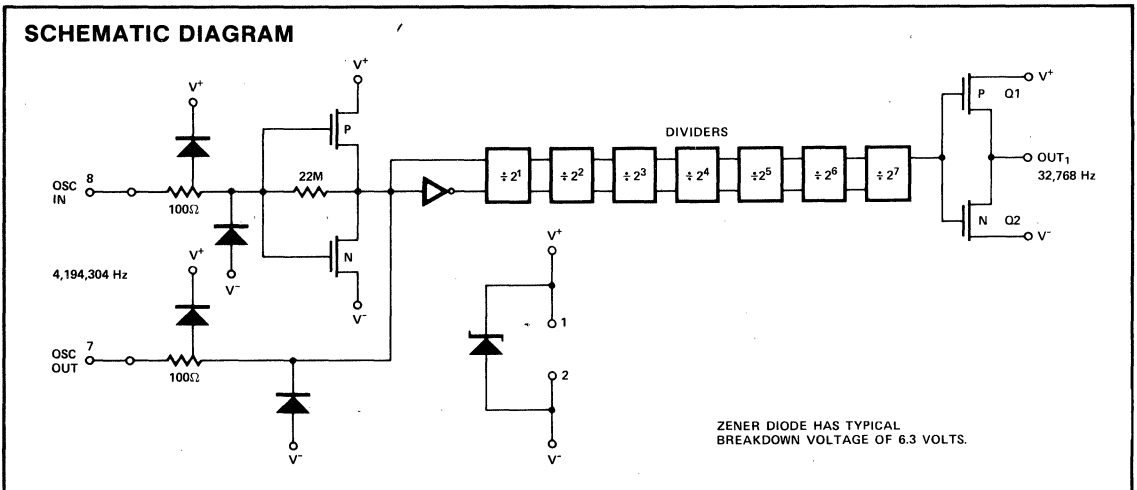 SCHEMATIC DIAGRAM
V+
V+
V+
P
Q1
P
DIVIDERS
OSC IN
8
22M
÷2¹
÷2²
÷2³
÷2⁴
÷2⁵
÷2⁶
÷2⁷
OUT₁
32,768 Hz
100Ω
N
Q2
V+
V-
V+
N
4,194,304 Hz
V-
V-
1
OSC OUT
7
100Ω
2
ZENER DIODE HAS TYPICAL
BREAKDOWN VOLTAGE OF 6.3 VOLTS.
V-
V-